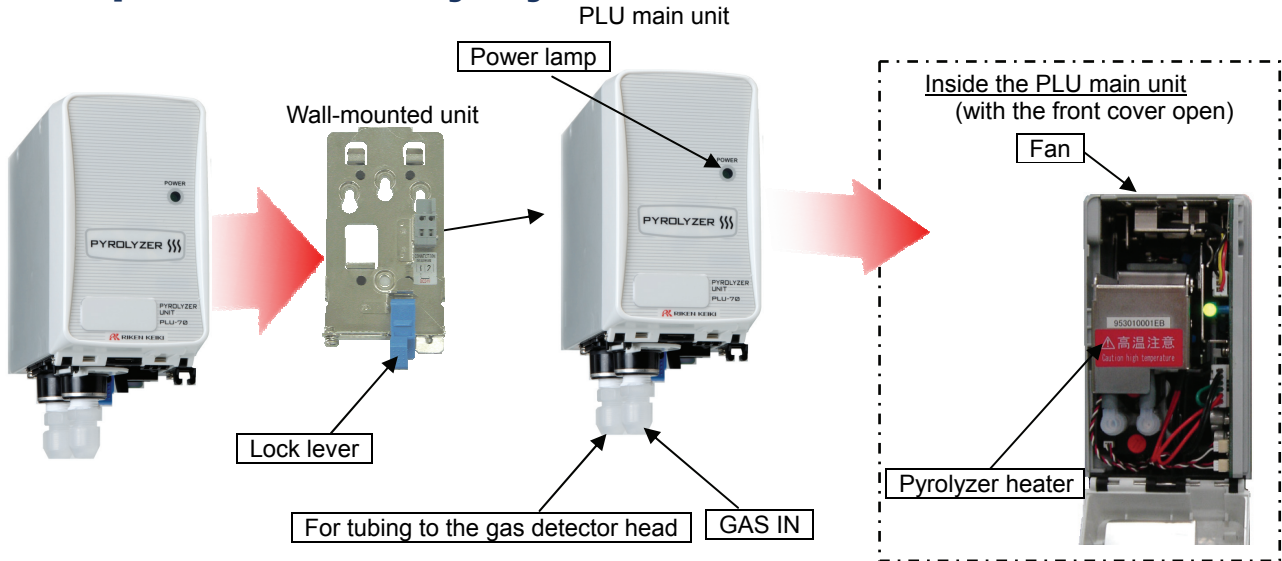 PLU main unit
Power lamp
Inside the PLU main unit
(with the front cover open)
Wall-mounted unit
Fan
POWER
PYROLYZER
PYROLYZER
UNIT
PLU-70
RIKEN KEIKI
1 2
POWER
PYROLYZER
PYROLYZER
UNIT
PLU-70
RIKEN KEIKI
953010001EB
高温注意
Caution high temperature
Lock lever
Pyrolyzer heater
For tubing to the gas detector head
GAS IN